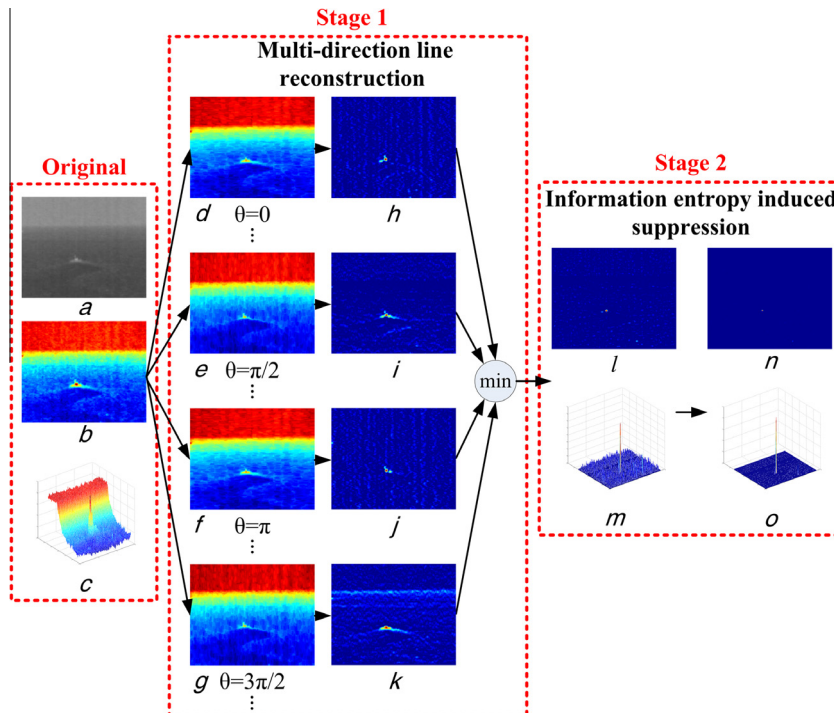 Stage 1
Multi-direction line
reconstruction
Original
a
b
c
d θ=0
⋮
e θ=π/2
⋮
f θ=π
⋮
g θ=3π/2
⋮
h
i
j
k
min
Stage 2
Information entropy induced
suppression
l
n
m
o